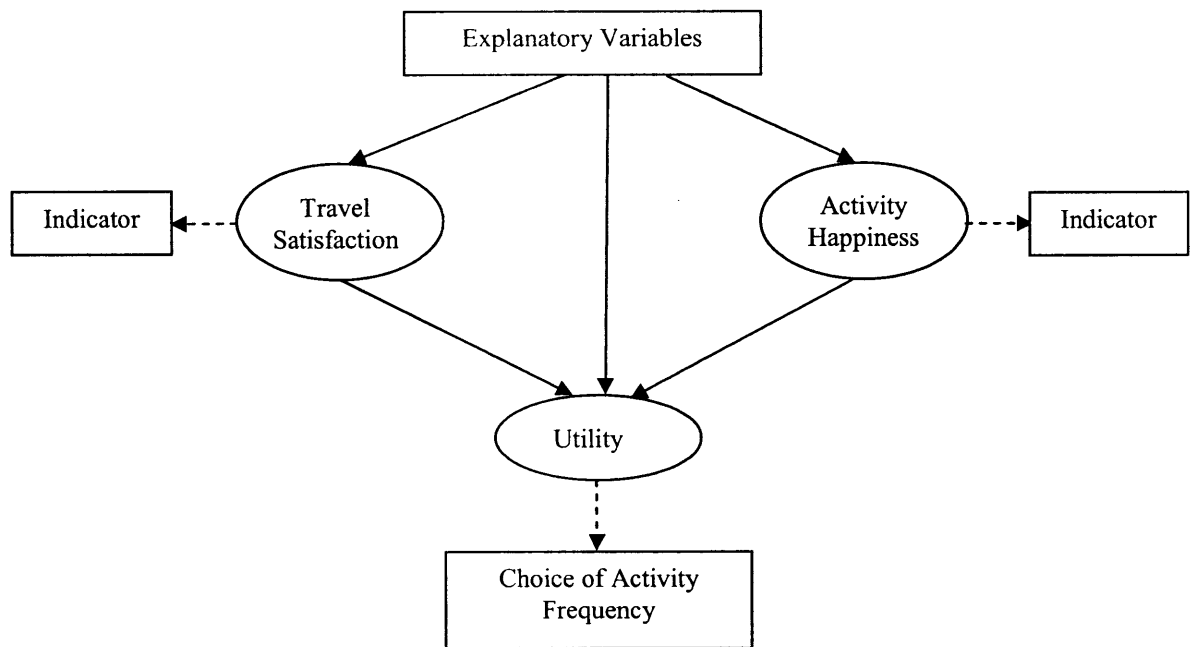 Explanatory Variables
Indicator
Travel
Satisfaction
Activity
Happiness
Indicator
Utility
Choice of Activity
Frequency